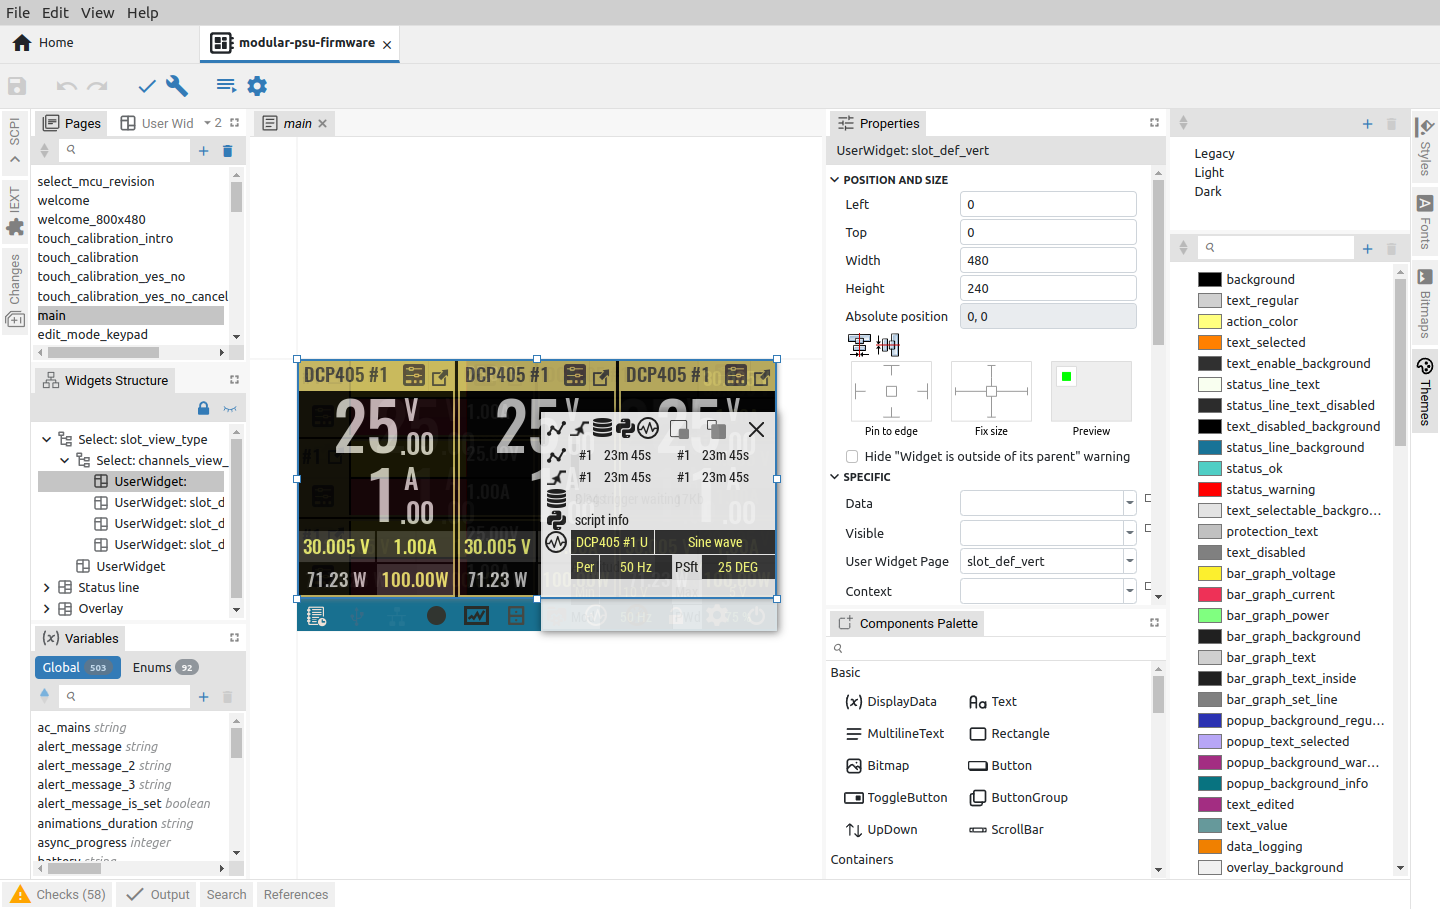 File Edit View Help
Home
modular-psu-firmware
SCPI
IEXT
Changes
Pages
User Wid
2
select_mcu_revision
welcome
welcome_800x480
touch_calibration_intro
touch_calibration
touch_calibration_yes_no
touch_calibration_yes_no_cancel
main
edit_mode_keypad
Widgets Structure
Select: slot_view_type
Select: channels_view_
UserWidget:
UserWidget: slot_d
UserWidget: slot_d
UserWidget: slot_d
UserWidget
Status line
Overlay
(x) Variables
Global 503 Enums 92
ac_mains string
alert_message string
alert_message_2 string
alert_message_3 string
alert_message_is_set boolean
animations_duration string
async_progress integer
battery string
main
DCP405 #1 DCP405 #1 DCP405 #1
25 V .00
1 A .00
30.005 V 1.00A 30.005 V
71.23 W 100.00W 71.23 W
#1 23m 45s #1 23m 45s
#1 23m 45s #1 23m 45s
script info
DCP405 #1 U Sine wave
Per 50 Hz PSft 25 DEG
Properties
UserWidget: slot_def_vert
POSITION AND SIZE
Left 0
Top 0
Width 480
Height 240
Absolute position 0, 0
Pin to edge Fix size Preview
Hide "Widget is outside of its parent" warning
SPECIFIC
Data
Visible
User Widget Page slot_def_vert
Context
Components Palette
Basic
(x) DisplayData Aa Text
MultilineText Rectangle
Bitmap Button
ToggleButton ButtonGroup
UpDown ScrollBar
Containers
Legacy
Light
Dark
background
text_regular
action_color
text_selected
text_enable_background
status_line_text
status_line_text_disabled
text_disabled_background
status_line_background
status_ok
status_warning
text_selectable_backgro...
protection_text
text_disabled
bar_graph_voltage
bar_graph_current
bar_graph_power
bar_graph_background
bar_graph_text
bar_graph_text_inside
bar_graph_set_line
popup_background_regu...
popup_text_selected
popup_background_war...
popup_background_info
text_edited
text_value
data_logging
overlay_background
Styles
Fonts
Bitmaps
Themes
Checks (58) Output Search References